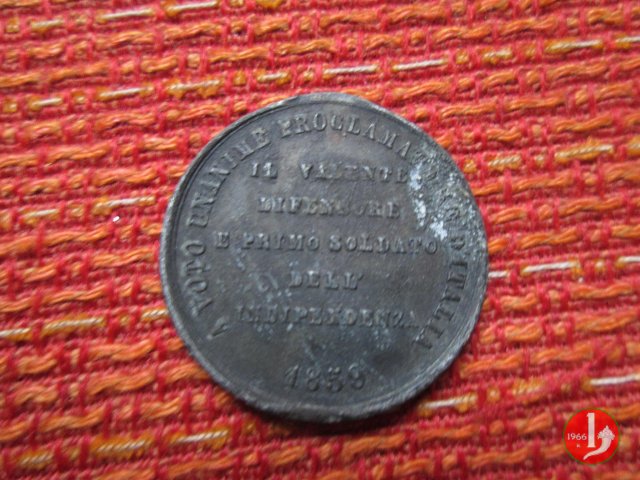 A VOTO UNANIME PROCLAMA D'ITALIA
IL VALENTE
DIFENSORE
E PRIMO SOLDATO
DELL'
INDIPENDENZA
1859
1966